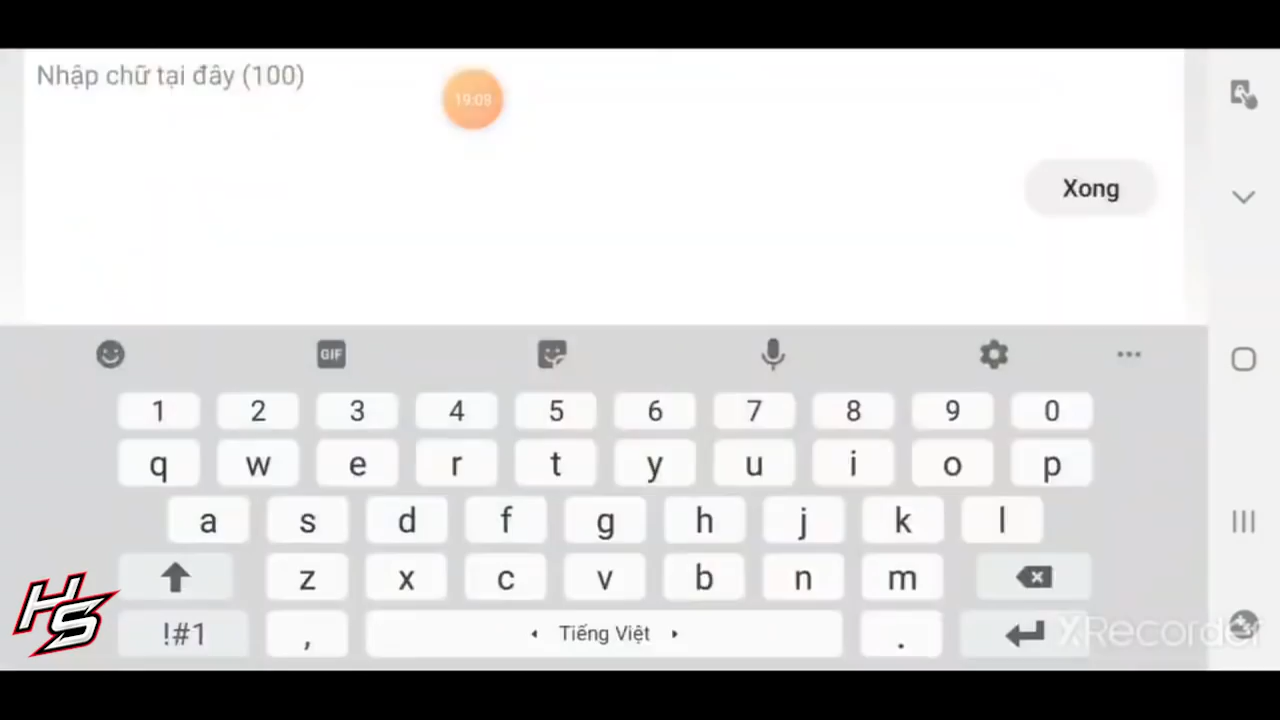 Nhập chữ tại đây (100)
19:09
Xong
GIF
1 2 3 4 5 6 7 8 9 0
q w e r t y u i o p
a s d f g h j k l
z x c v b n m
!#1 , Tiếng Việt .
HS
XRecorder